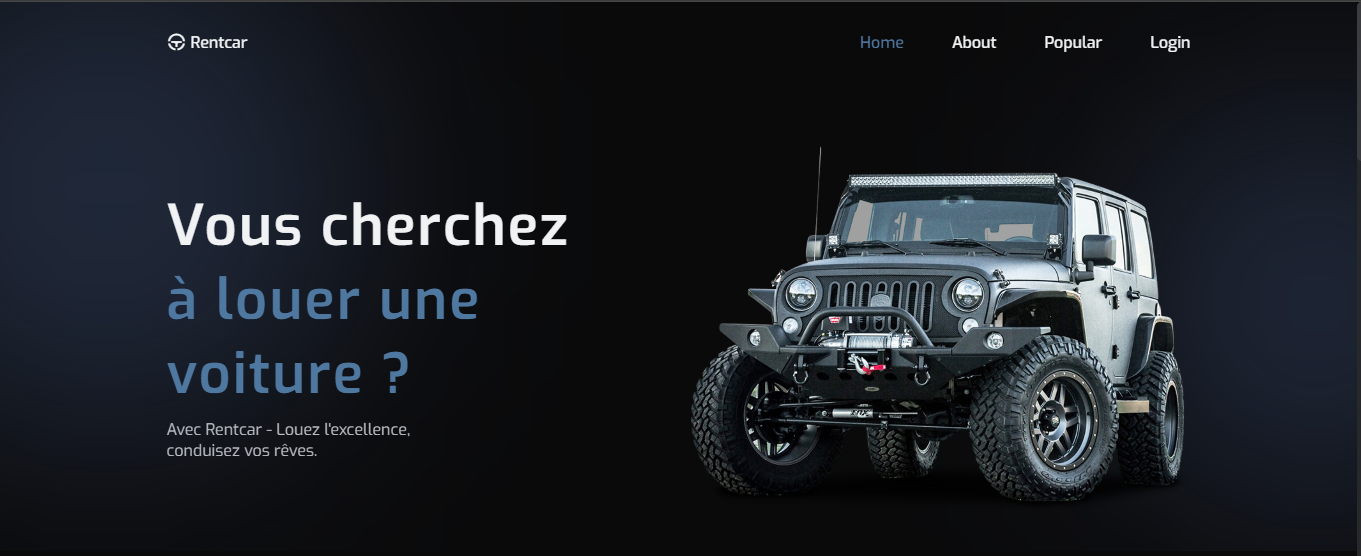 Rentcar
Home About Popular Login
Vous cherchez
à louer une
voiture ?
Avec Rentcar - Louez l'excellence,
conduisez vos rêves.